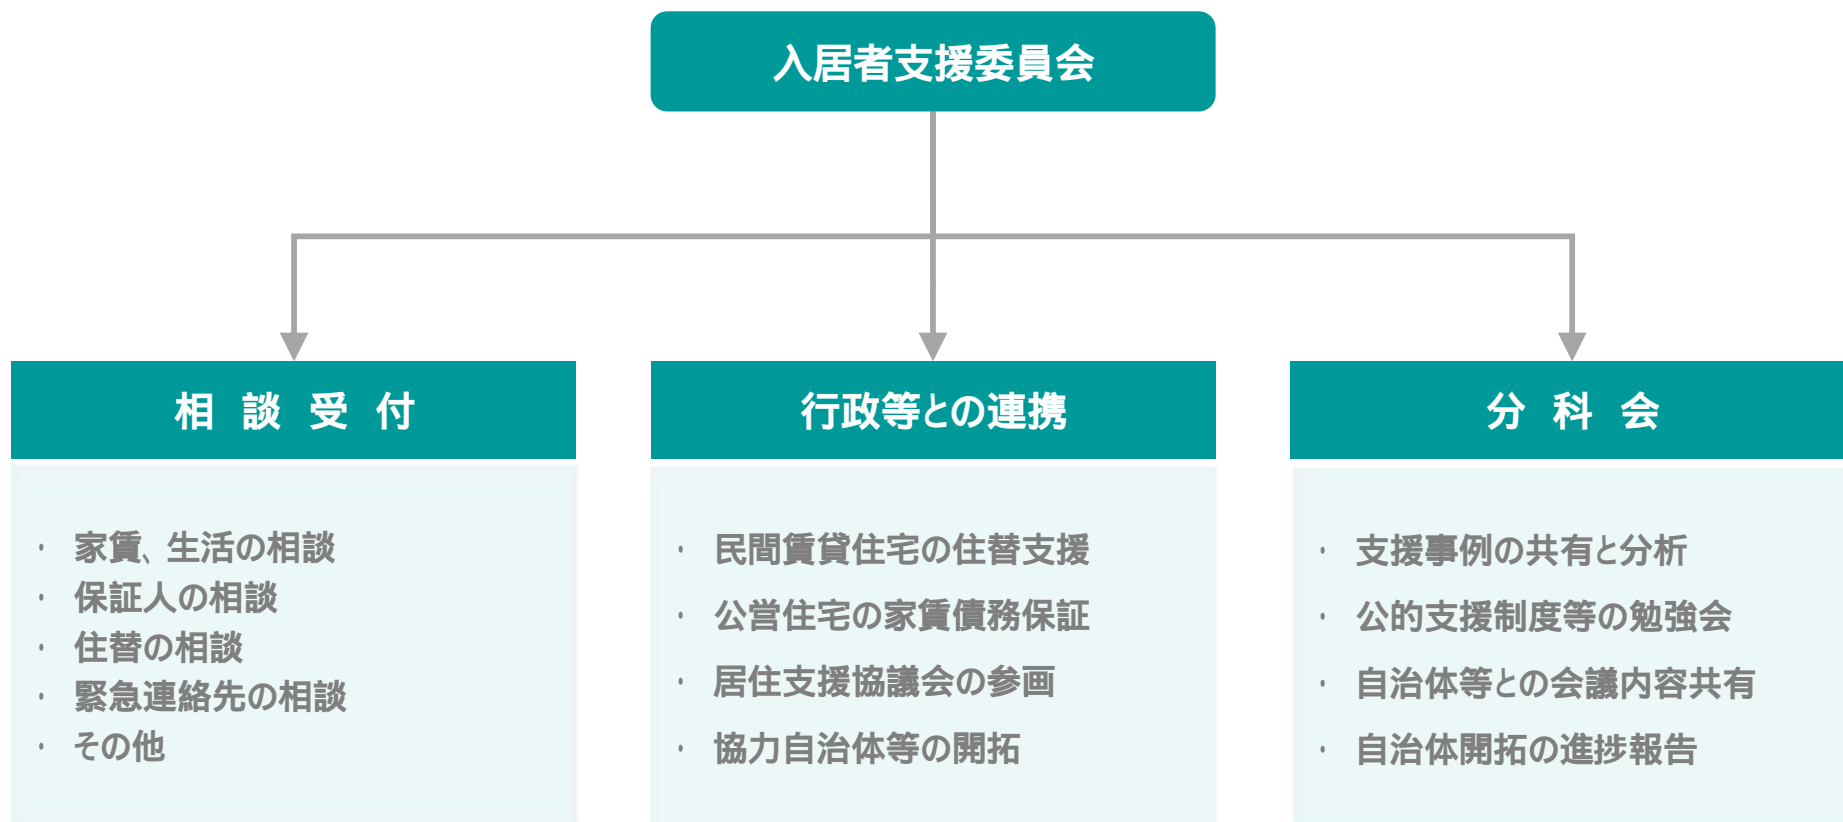 入居者支援委員会
相談受付
・ 家賃、生活の相談
・ 保証人の相談
・ 住替の相談
・ 緊急連絡先の相談
・ その他
行政等との連携
・ 民間賃貸住宅の住替支援
・ 公営住宅の家賃債務保証
・ 居住支援協議会の参画
・ 協力自治体等の開拓
分科会
・ 支援事例の共有と分析
・ 公的支援制度等の勉強会
・ 自治体等との会議内容共有
・ 自治体開拓の進捗報告